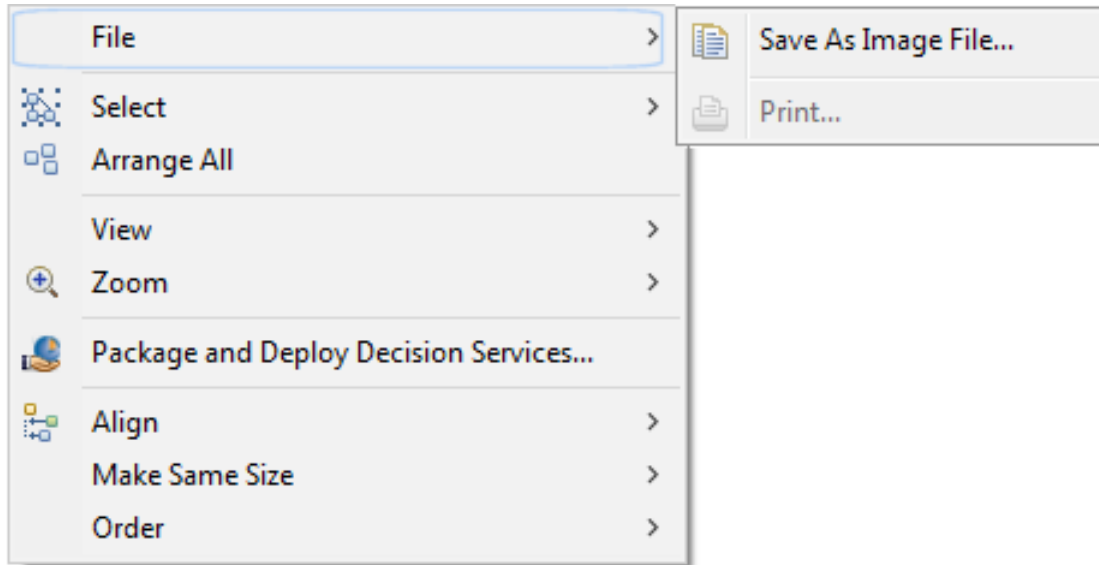 File
Save As Image File...
Print...
Select
Arrange All
View
Zoom
Package and Deploy Decision Services...
Align
Make Same Size
Order